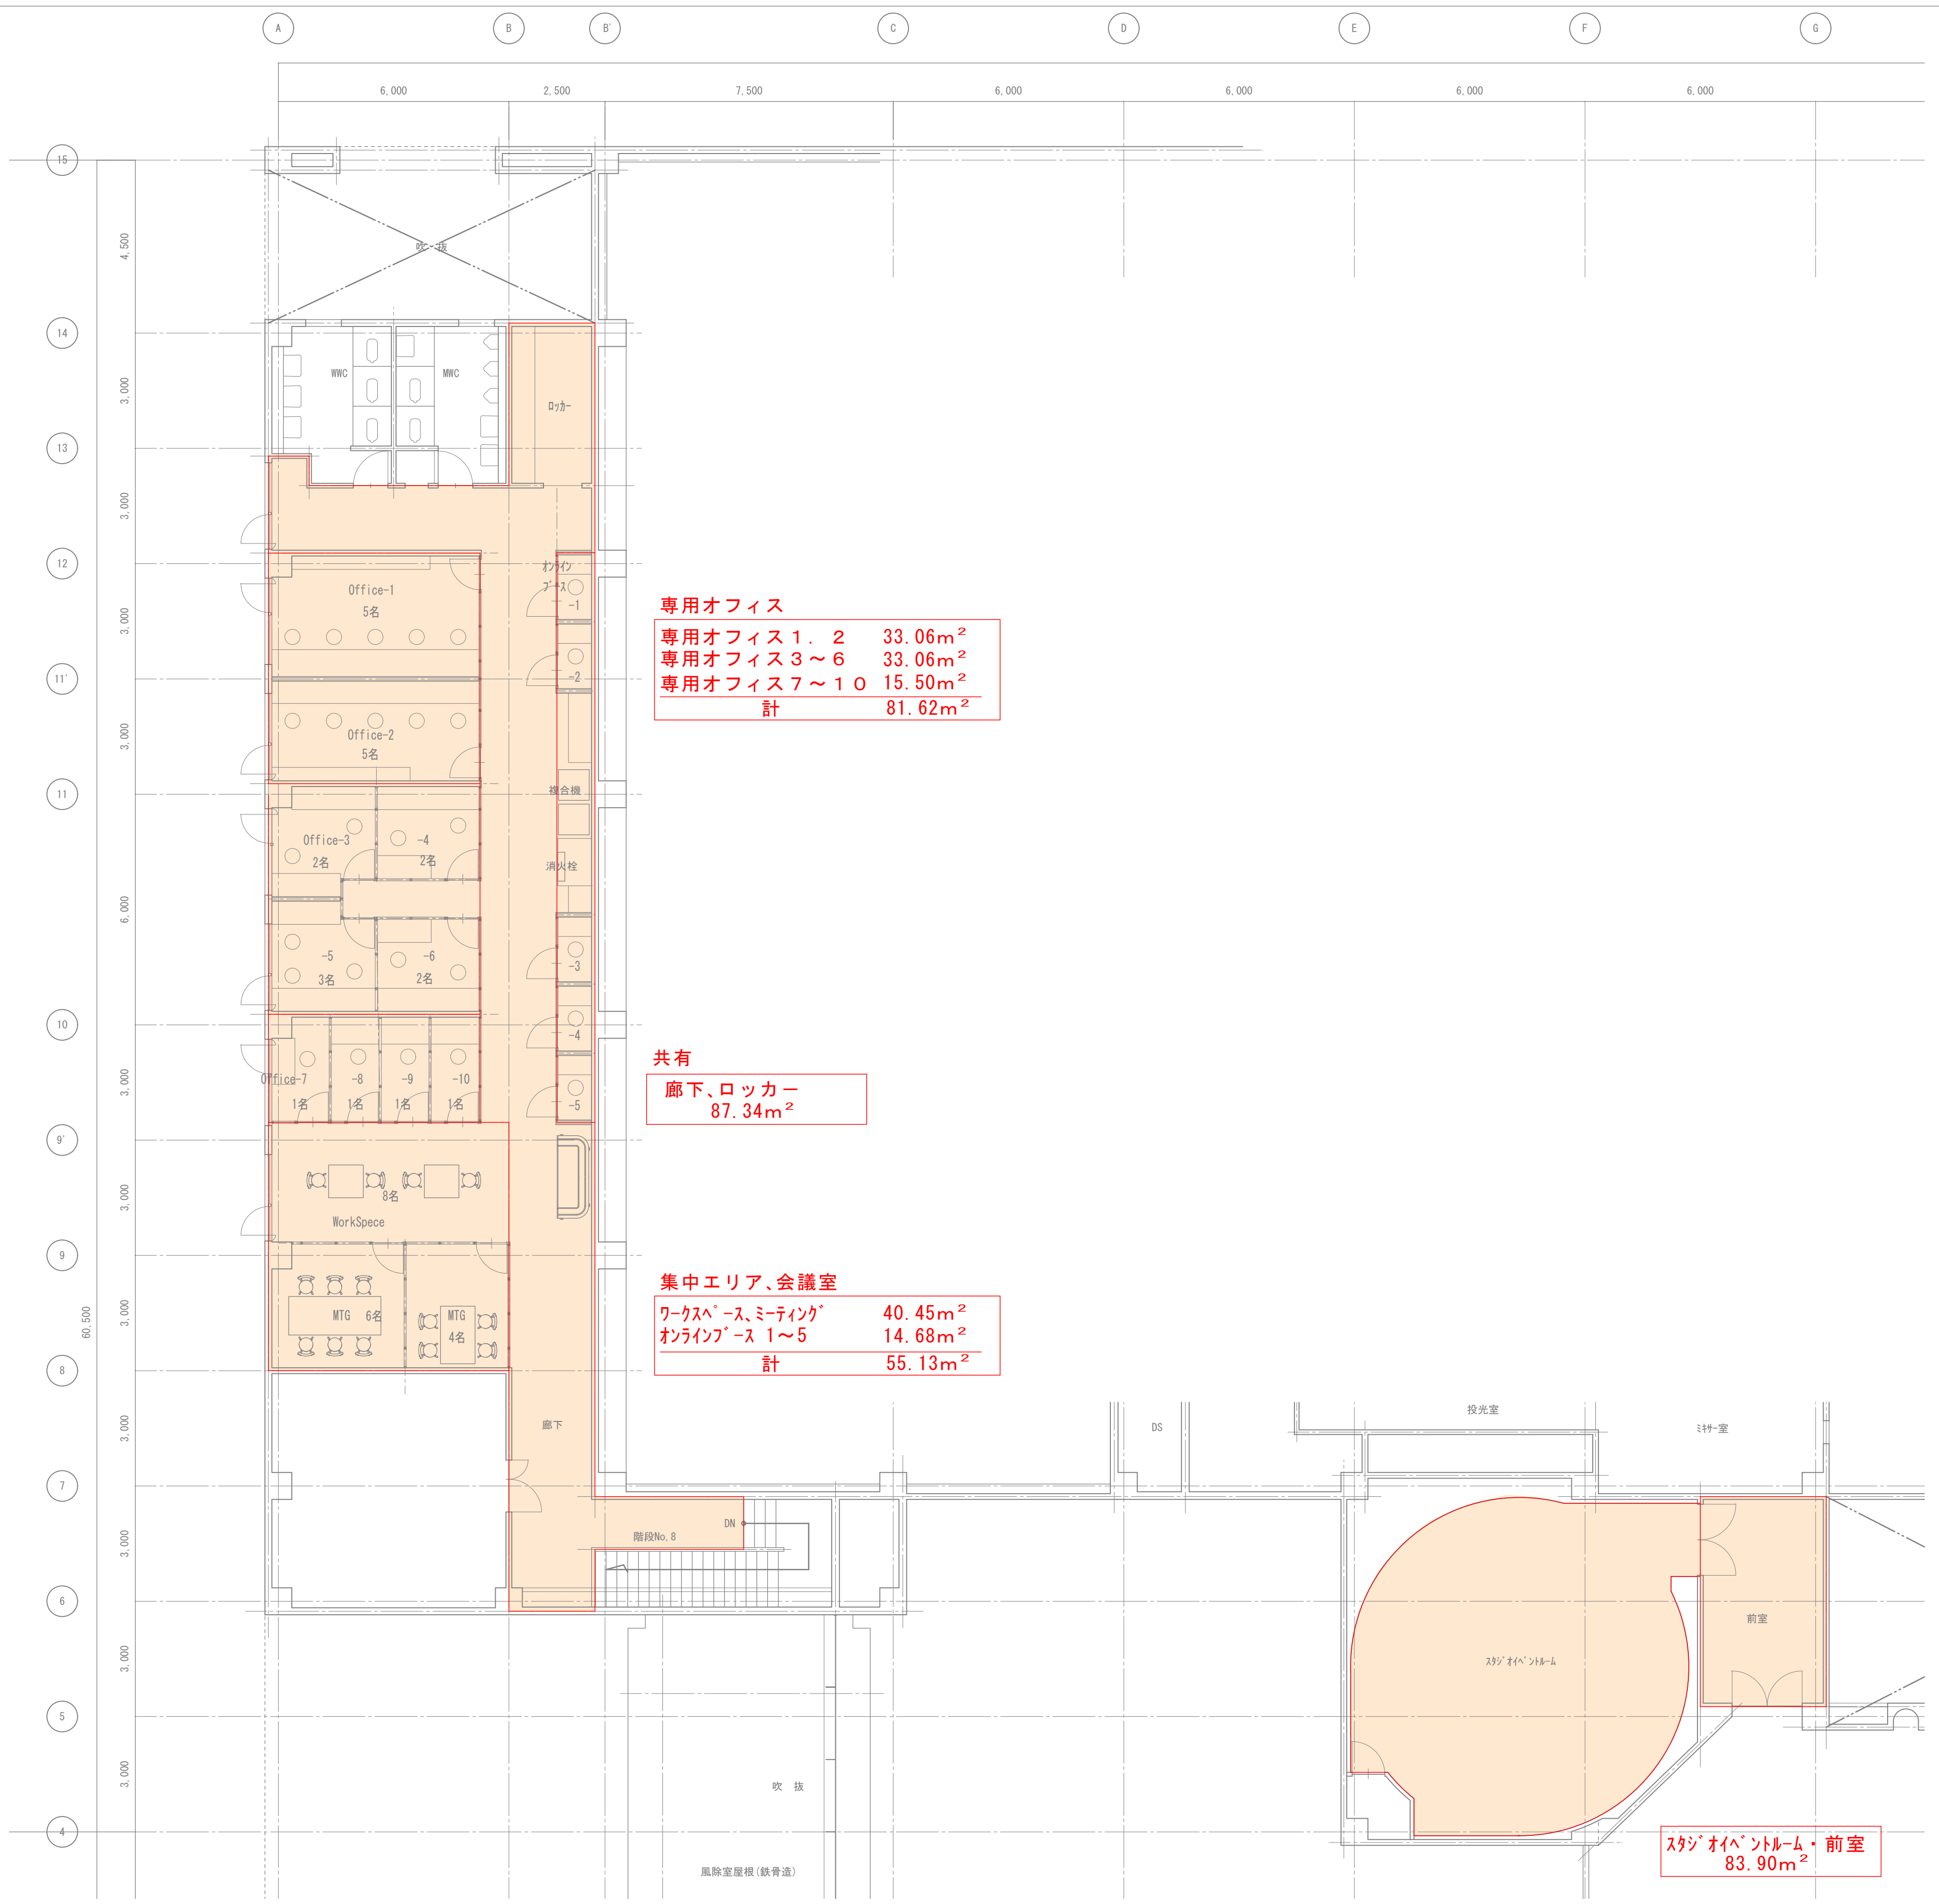 A B B' C D E F G
6,000 2,500 7,500 6,000 6,000 6,000 6,000
15
4,500
吹 抜
14
WWC MWC
3,000
ロッカー
13
3,000
12
オンライン
ブース
-1
Office-1
5名
3,000
専用オフィス
専用オフィス1.2 33.06m²
専用オフィス3~6 33.06m²
専用オフィス7~10 15.50m²
計 81.62m²
-2
11'
Office-2
5名
3,000
複合機
11
Office-3
2名
-4
2名
消火栓
6,000
-5
3名
-6
2名
-3
-4
10
共有
廊下、ロッカー
87.34m²
Office-7 -8 -9 -10
1名 1名 1名 1名
3,000
-5
9'
8名
3,000
WorkSpece
9
集中エリア、会議室
ワークスペース、ミーティング 40.45m²
オンラインブース 1~5 14.68m²
計 55.13m²
3,000
60,500
MTG 6名
MTG
4名
8
3,000
廊下
投光室
DS
ミキサー室
7
DN
階段No.8
3,000
6
前室
3,000
スタジオイベントルーム
5
3,000
吹 抜
4
風除室屋根(鉄骨造)
スタジオイベントルーム・前室
83.90m²